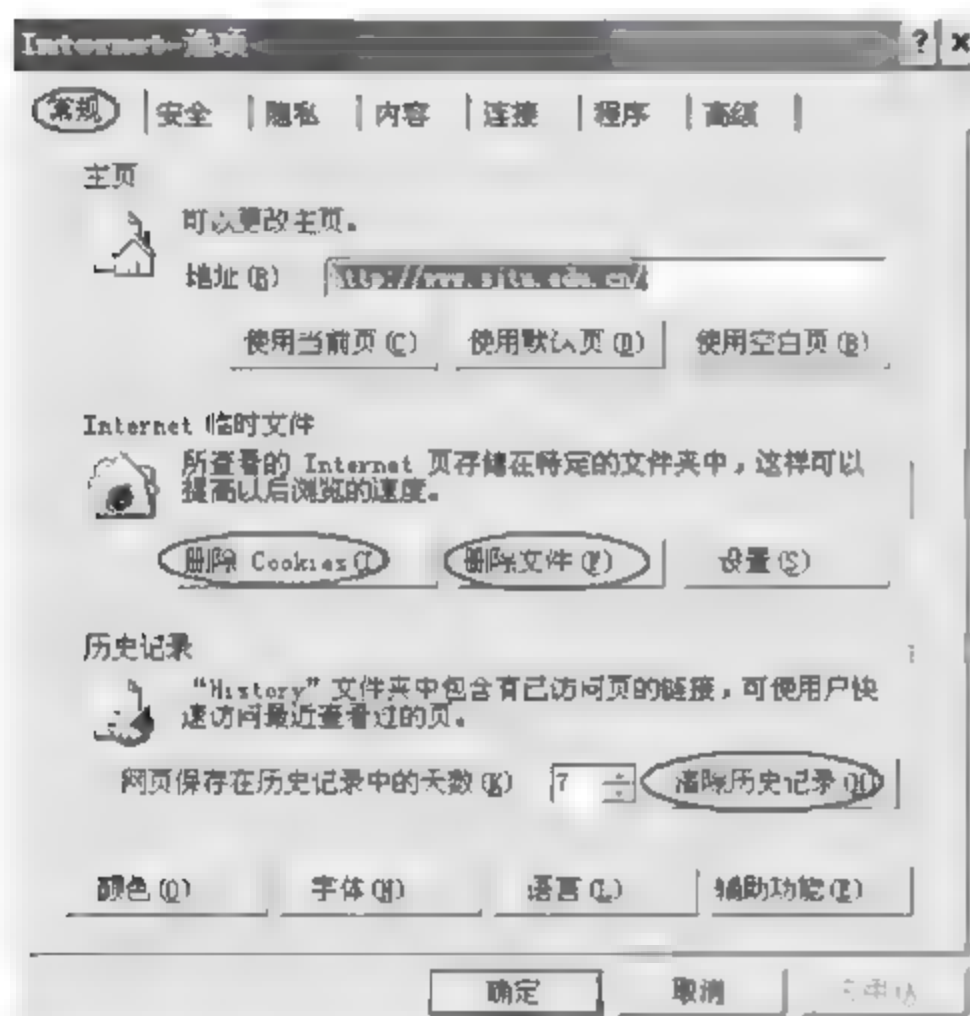 Internet 选项
? ×
常规 安全 隐私 内容 连接 程序 高级
主页
可以更改主页。
地址(R) http://www.sjtu.edu.cn/
使用当前页(C) 使用默认页(D) 使用空白页(B)
Internet 临时文件
所查看的 Internet 页存储在特定的文件夹中，这样可以
提高以后浏览的速度。
删除 Cookies(I) 删除文件(F) 设置(S)
历史记录
“History”文件夹中包含有已访问页的链接，可使用户快
速访问最近查看过的页。
网页保存在历史记录中的天数(K) 7 清除历史记录(H)
颜色(O) 字体(N) 语言(L) 辅助功能(E)
确定 取消